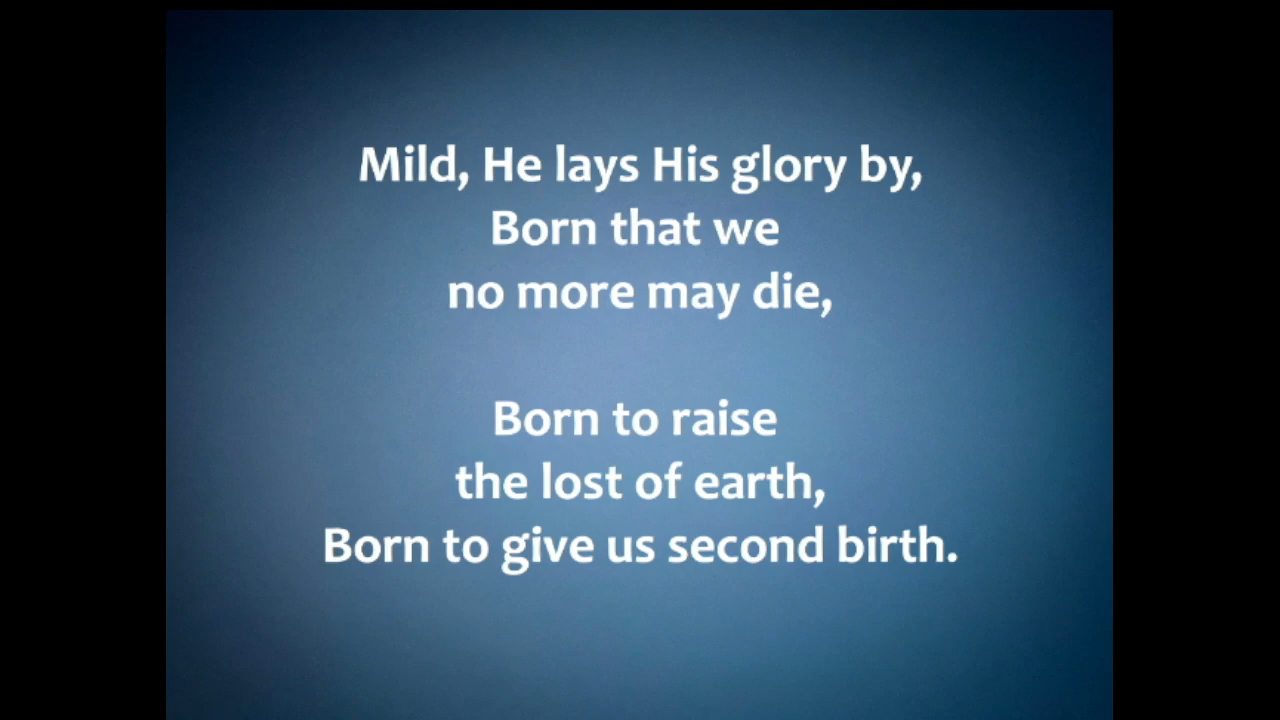 Mild, He lays His glory by,
Born that we
no more may die,
Born to raise
the lost of earth,
Born to give us second birth.